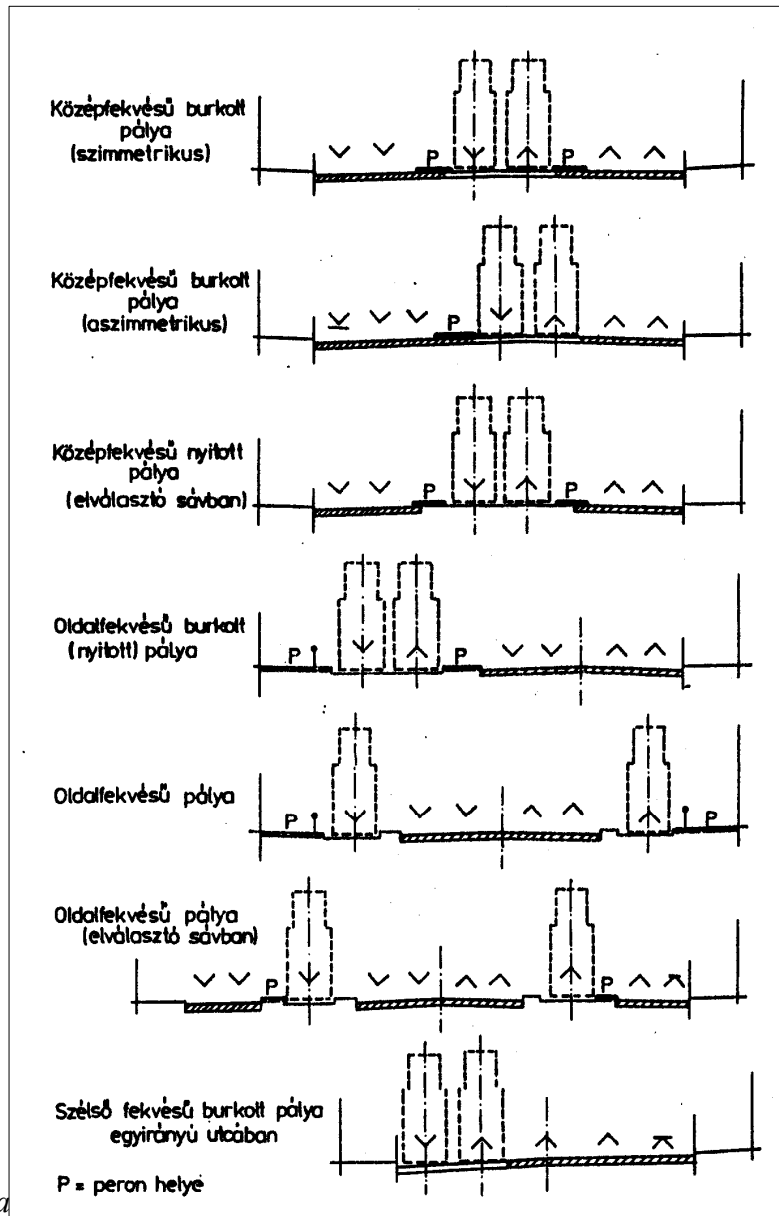 Középfekvésű burkolt
pálya
(szimmetrikus)
P
P
Középfekvésű burkolt
pálya
(aszimmetrikus)
P
Középfekvésű nyitott
pálya
(elválasztó sávban)
P
P
Oldalfekvésű burkolt
(nyitott) pálya
P
P
Oldalfekvésű pálya
P
P
Oldalfekvésű pálya
(elválasztó sávban)
P
P
Szélső fekvésű burkolt pálya
egyirányú utcában
P = peron helye
a